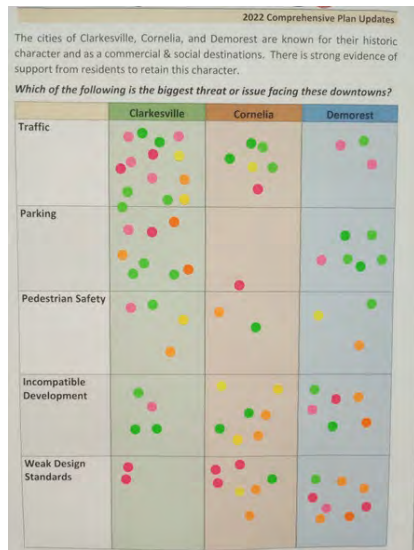 2022 Comprehensive Plan Updates
The cities of Clarkesville, Cornelia, and Demorest are known for their historic
character and as a commercial & social destinations. There is strong evidence of
support from residents to retain this character.
Which of the following is the biggest threat or issue facing these downtowns?
Clarkesville Cornelia Demorest
Traffic
Parking
Pedestrian Safety
Incompatible
Development
Weak Design
Standards